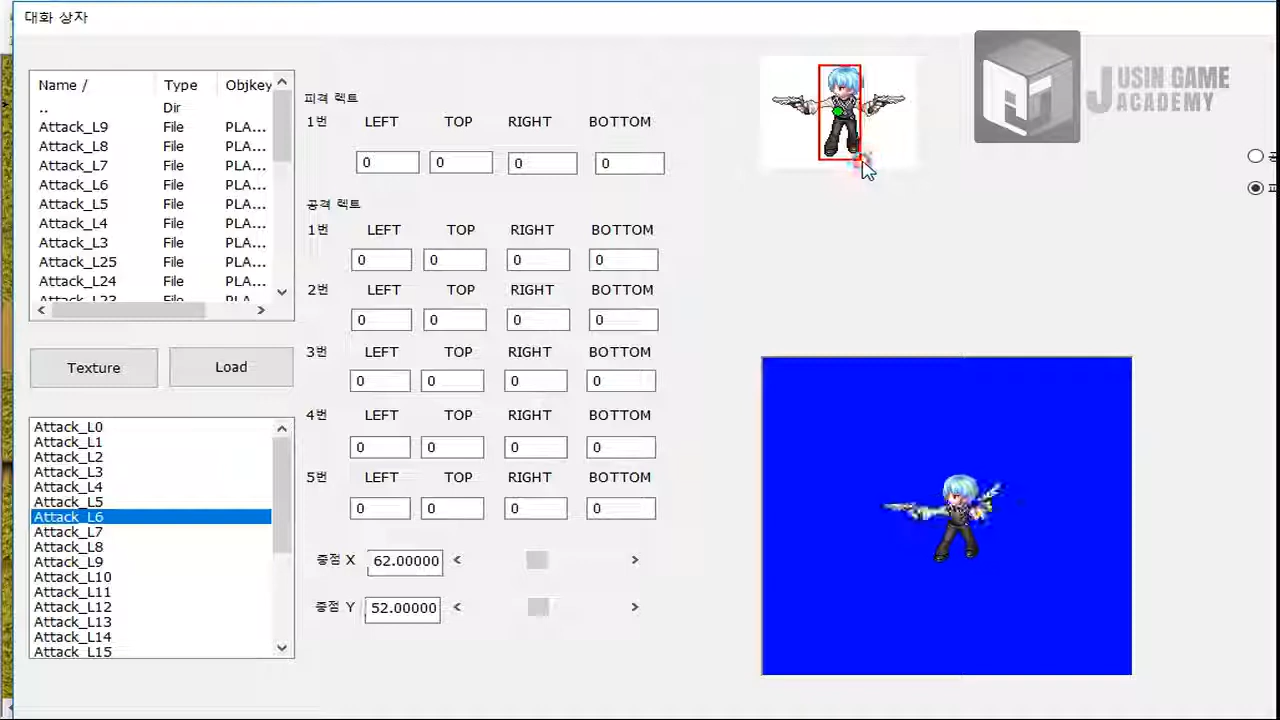 대화 상자
JUSIN GAME
ACADEMY
Name / Type Objkey
.. Dir
Attack_L9 File PLA...
Attack_L8 File PLA...
Attack_L7 File PLA...
Attack_L6 File PLA...
Attack_L5 File PLA...
Attack_L4 File PLA...
Attack_L3 File PLA...
Attack_L25 File PLA...
Attack_L24 File PLA...
Attack_L23 File PLA...
Texture Load
Attack_L0
Attack_L1
Attack_L2
Attack_L3
Attack_L4
Attack_L5
Attack_L6
Attack_L7
Attack_L8
Attack_L9
Attack_L10
Attack_L11
Attack_L12
Attack_L13
Attack_L14
Attack_L15
피격 렉트
1번 LEFT TOP RIGHT BOTTOM
0 0 0 0
공격 렉트
1번 LEFT TOP RIGHT BOTTOM
0 0 0 0
2번 LEFT TOP RIGHT BOTTOM
0 0 0 0
3번 LEFT TOP RIGHT BOTTOM
0 0 0 0
4번 LEFT TOP RIGHT BOTTOM
0 0 0 0
5번 LEFT TOP RIGHT BOTTOM
0 0 0 0
중점 X 62.00000 < >
중점 Y 52.00000 < >